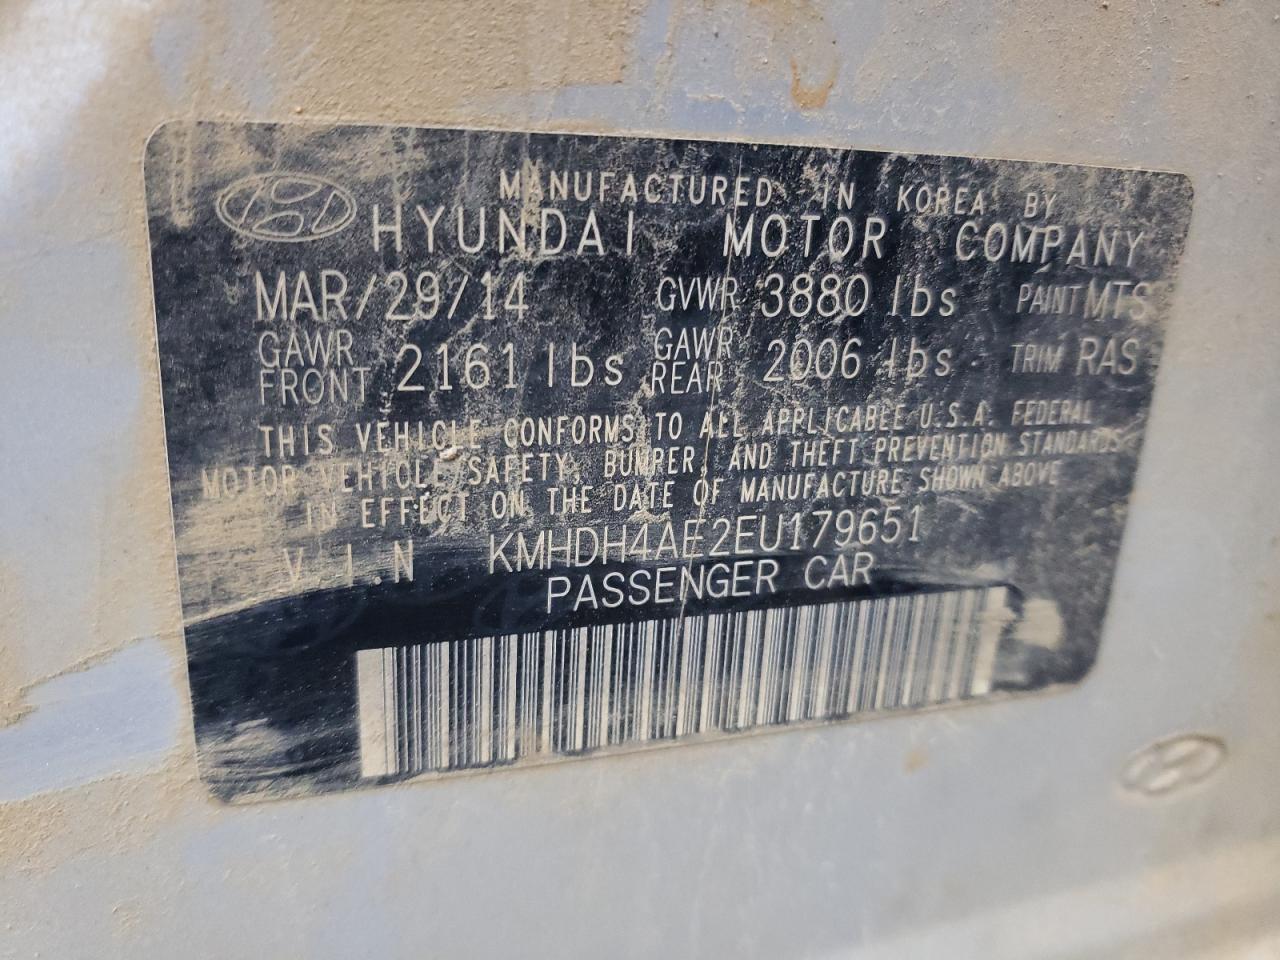 MANUFACTURED IN KOREA BY
HYUNDAI MOTOR COMPANY
MAR/29/14 GVWR 3880 lbs PAINT MTS
GAWR FRONT 2161 lbs GAWR REAR 2006 lbs TRIM RAS
THIS VEHICLE CONFORMS TO ALL APPLICABLE U.S.A. FEDERAL
MOTOR VEHICLE SAFETY, BUMPER, AND THEFT PREVENTION STANDARDS
IN EFFECT ON THE DATE OF MANUFACTURE SHOWN ABOVE
V.I.N KMHDH4AE2EU179651
PASSENGER CAR